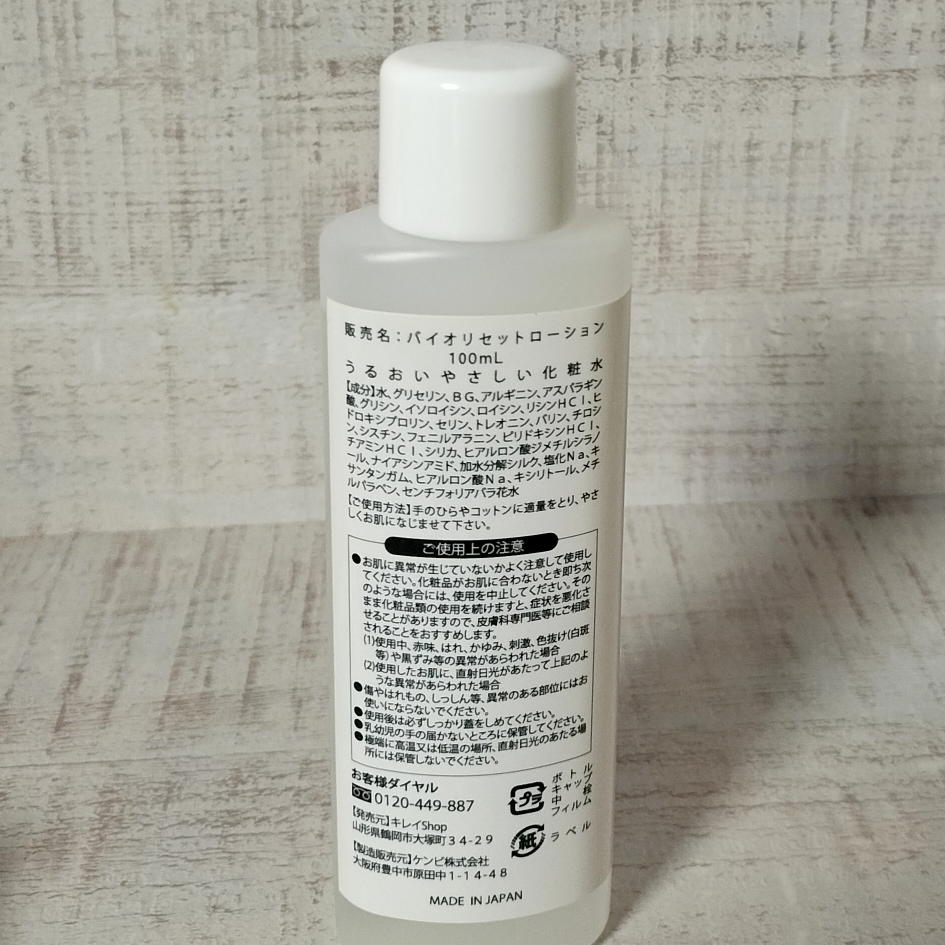 販売名：バイオリセットローション
100mL
うるおいやさしい化粧水
【成分】水、グリセリン、ＢＧ、アルギニン、アスパラギン
酸、グリシン、イソロイシン、ロイシン、リシンＨＣｌ、ヒ
ドロキシプロリン、セリン、トレオニン、バリン、チロシ
ン、シスチン、フェニルアラニン、ピリドキシンＨＣｌ、
チアミンＨＣｌ、シリカ、ヒアルロン酸ジメチルシラノ
ール、ナイアシンアミド、加水分解シルク、塩化Ｎａ、キ
サンタンガム、ヒアルロン酸Ｎａ、キシリトール、メチ
ルパラベン、センチフォリアバラ花水
【ご使用方法】手のひらやコットンに適量をとり、やさ
しくお肌になじませて下さい。
ご使用上の注意
●お肌に異常が生じていないかよく注意して使用し
てください。化粧品がお肌に合わないとき即ち次
のような場合には、使用を中止してください。その
まま化粧品類の使用を続けますと、症状を悪化さ
せることがありますので、皮膚科専門医等にご相談
されることをおすすめします。
(1)使用中、赤味、はれ、かゆみ、刺激、色抜け(白斑
等)や黒ずみ等の異常があらわれた場合
(2)使用したお肌に、直射日光があたって上記のよ
うな異常があらわれた場合
●傷やはれもの、しっしん等、異常のある部位にはお
使いにならないでください。
●使用後は必ずしっかり蓋をしめてください。
●乳幼児の手の届かないところに保管してください。
●極端に高温又は低温の場所、直射日光のあたる場
所には保管しないでください。
お客様ダイヤル
0120-449-887
【発売元】キレイShop
山形県鶴岡市大塚町３４-２９
【製造販売元】ケンビ株式会社
大阪府豊中市原田中１-１４-４８
プラ
ボトル
キャップ
中栓
フィルム
紙
ラベル
MADE IN JAPAN